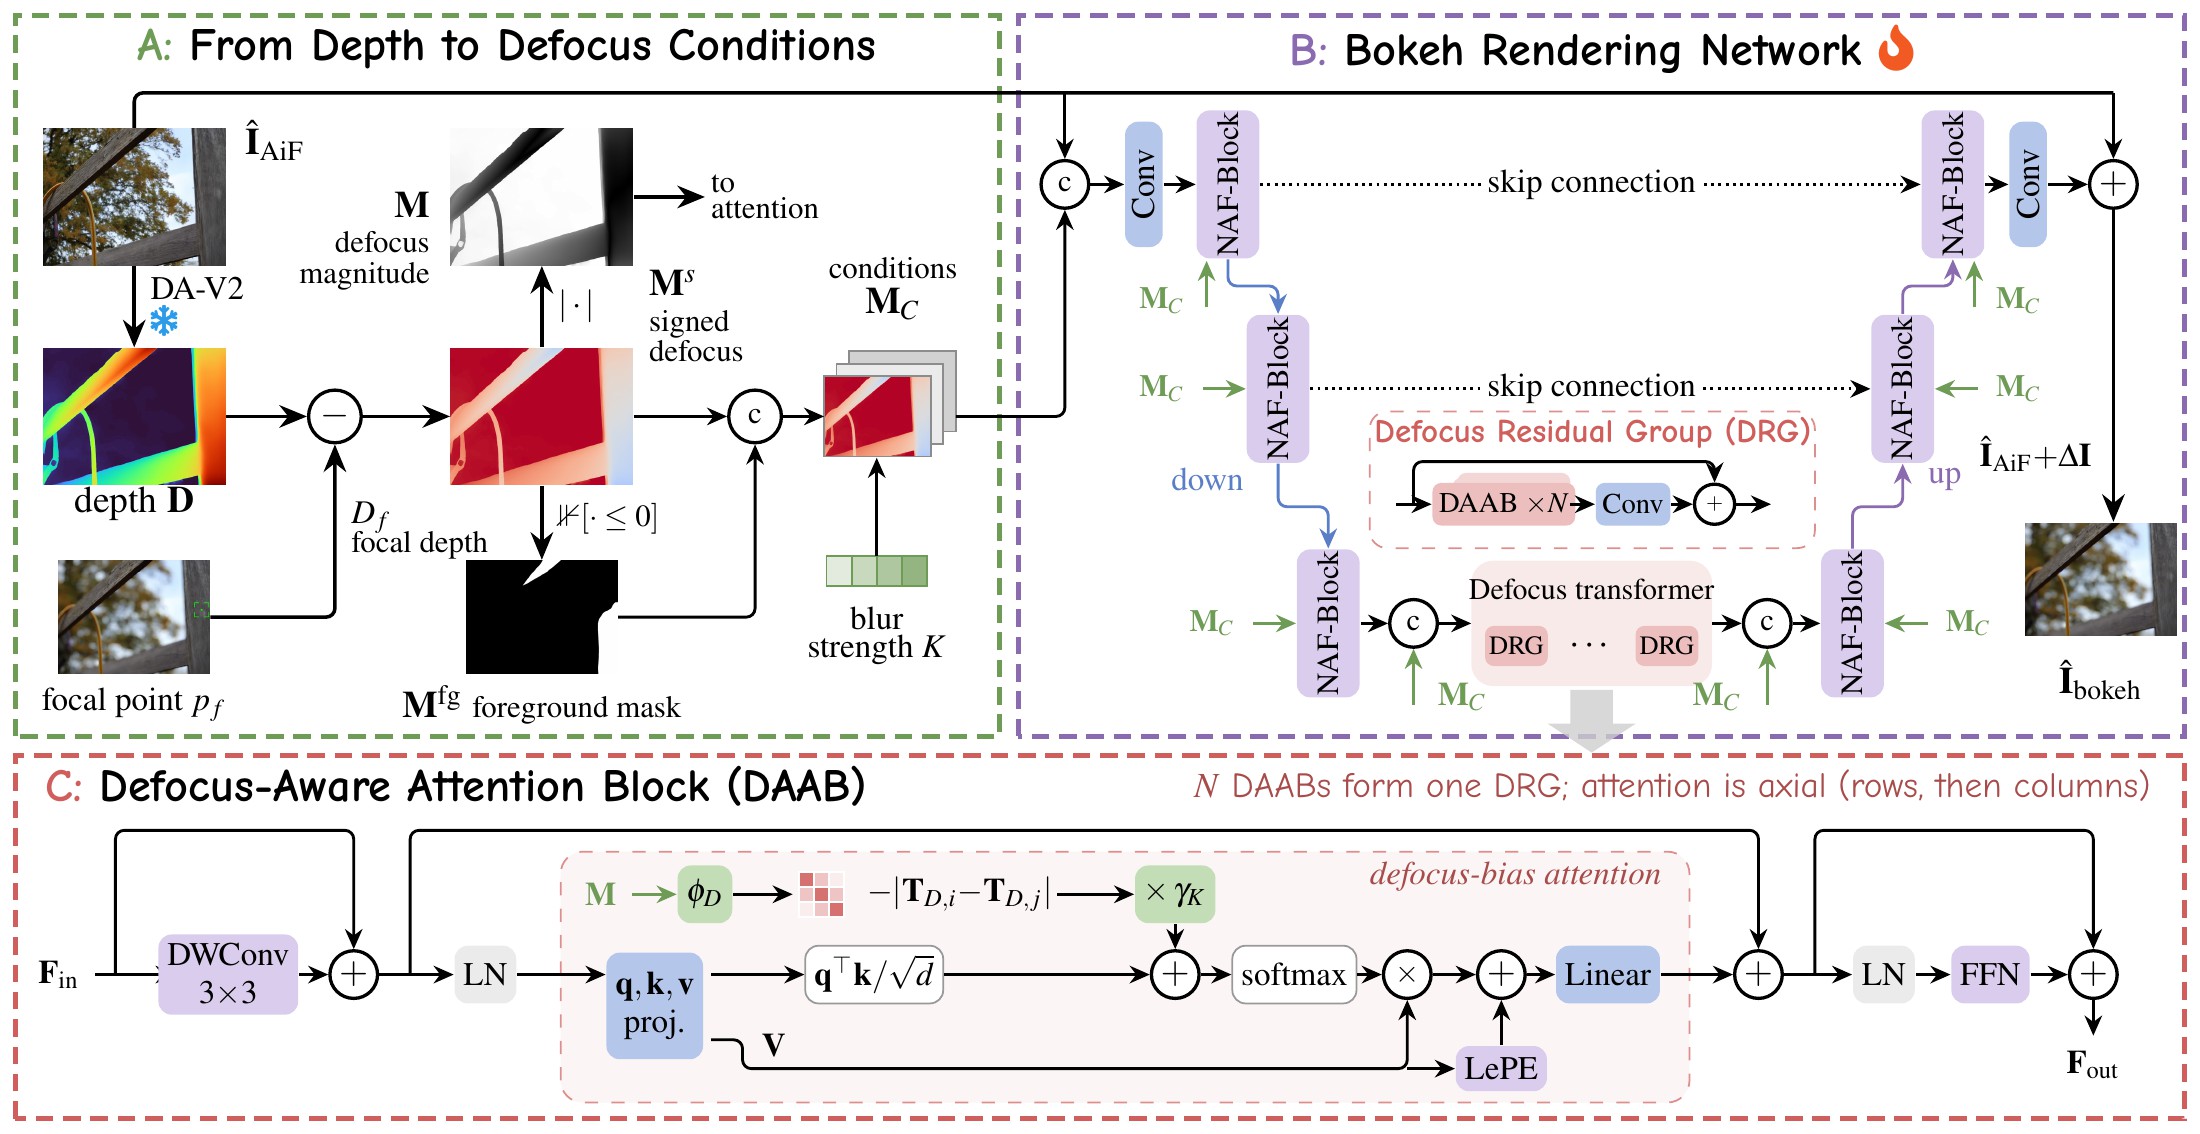 A: From Depth to Defocus Conditions
Î_AiF
M
defocus
magnitude
to
attention
DA-V2
|·|
M^s
signed
defocus
conditions
M_C
−
c
depth D
D_f
focal depth
[· ≤ 0]
focal point p_f
M^fg foreground mask
blur
strength K
B: Bokeh Rendering Network
c
Conv
NAF-Block
skip connection
NAF-Block
Conv
+
M_C
M_C
M_C
NAF-Block
skip connection
NAF-Block
M_C
down
Defocus Residual Group (DRG)
DAAB ×N
Conv
+
up
Î_AiF+ΔI
M_C
NAF-Block
c
Defocus transformer
DRG
···
DRG
c
NAF-Block
M_C
M_C
M_C
Î_bokeh
C: Defocus-Aware Attention Block (DAAB)
N DAABs form one DRG; attention is axial (rows, then columns)
defocus-bias attention
M
ϕ_D
−|T_{D,i}−T_{D,j}|
× γ_K
F_in
DWConv
3×3
+
LN
q, k, v
proj.
q^⊤k/√d
+
softmax
×
+
Linear
+
LN
FFN
+
V
LePE
F_out